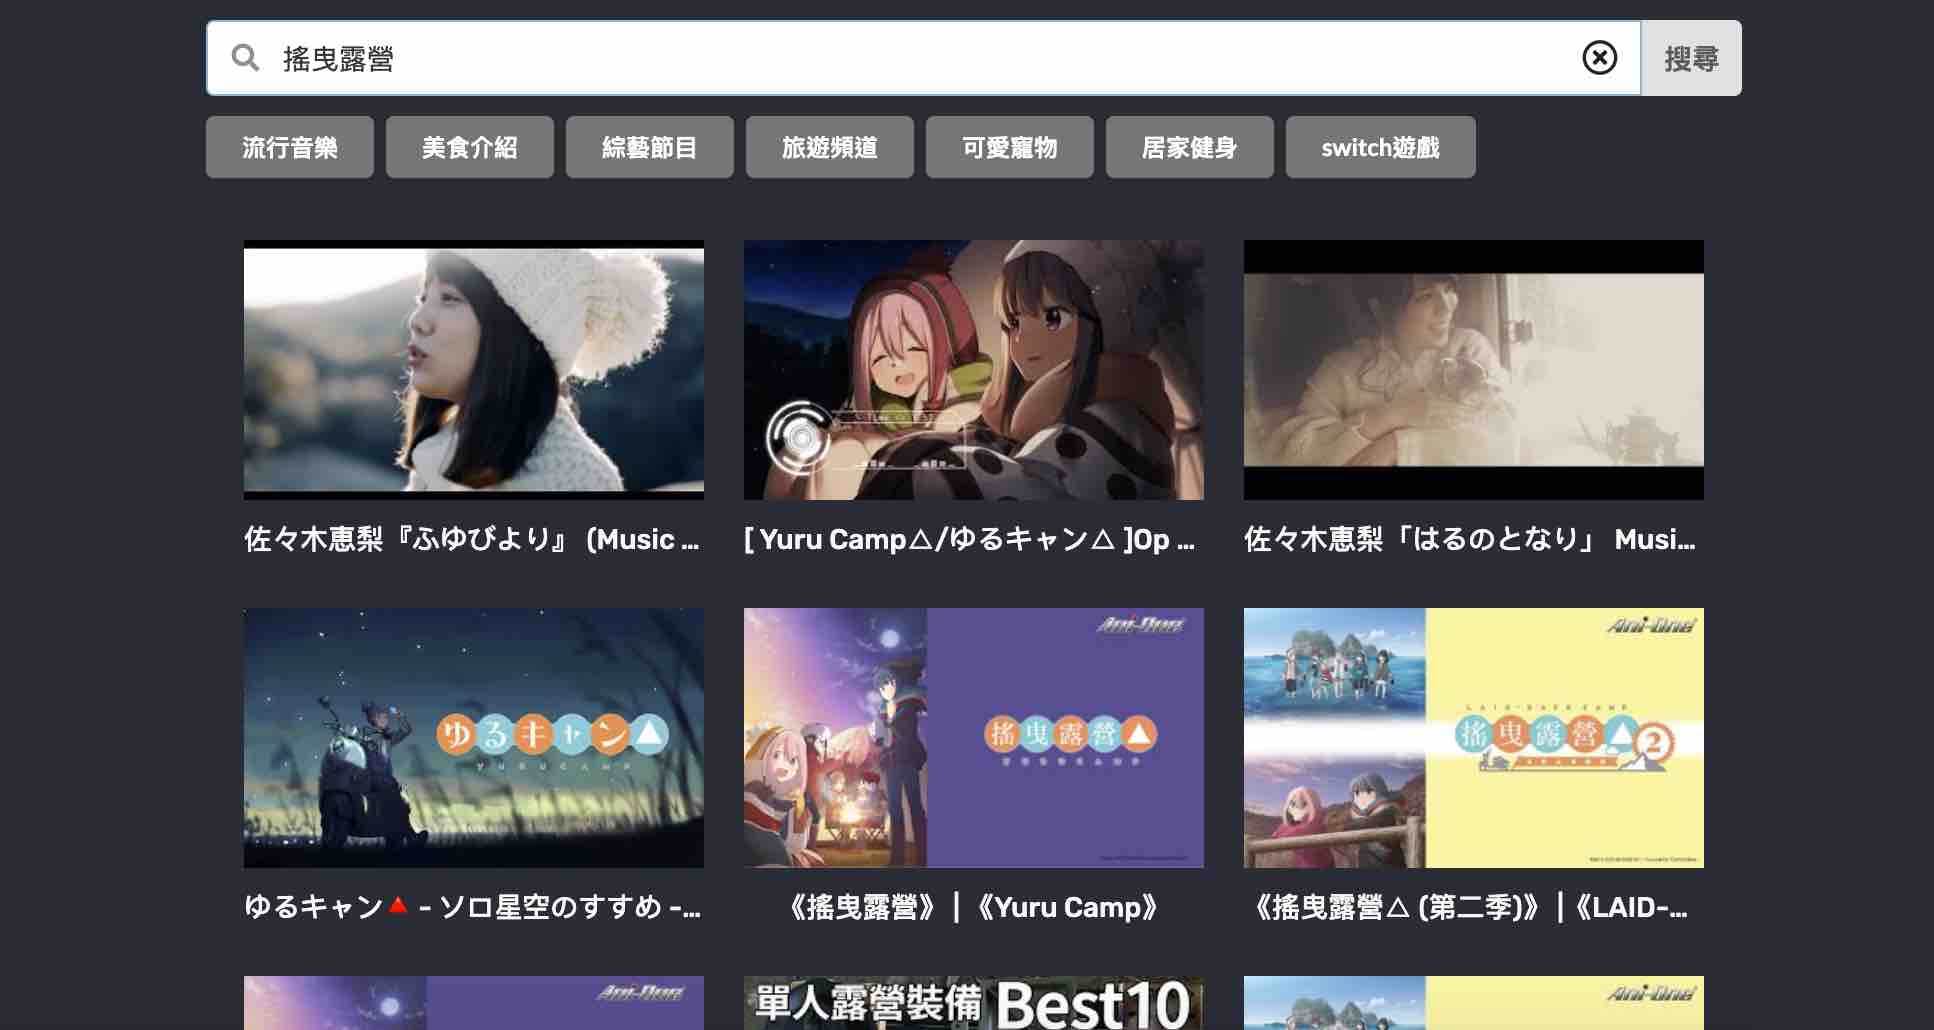 搖曳露營
搜尋
流行音樂
美食介紹
綜藝節目
旅遊頻道
可愛寵物
居家健身
switch遊戲
佐々木恵梨『ふゆびより』 (Music ...
[ Yuru Camp△/ゆるキャン△ ]Op ...
佐々木恵梨「はるのとなり」 Musi...
ゆるキャン△
YURUCAMP
Ani-One
搖曳露營△
YURUCAMP
Ani-One
LAID-BACK CAMP
搖曳露營△2
ゆるキャン🔺 - ソロ星空のすすめ -...
《搖曳露營》 | 《Yuru Camp》
《搖曳露營△ (第二季)》 |《LAID-...
Ani-One
單人露營裝備 Best10
Ani-One